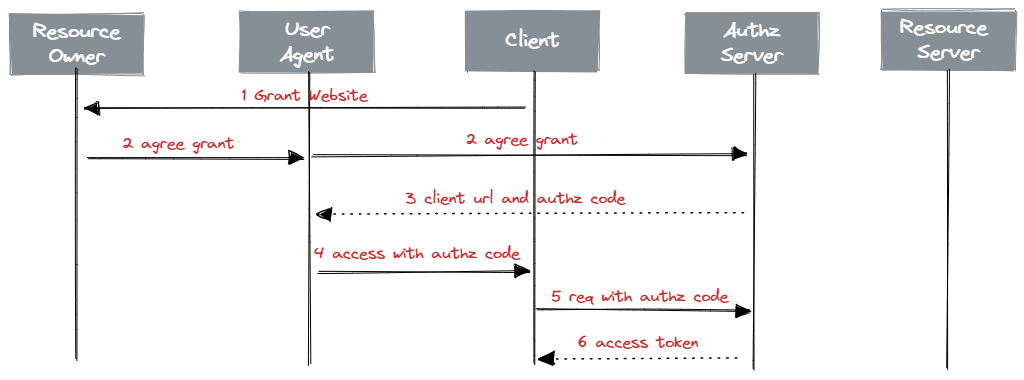 Resource
Owner
User
Agent
Client
Authz
Server
Resource
Server
1 Grant Website
2 agree grant
2 agree grant
3 client url and authz code
4 access with authz code
5 req with authz code
6 access token